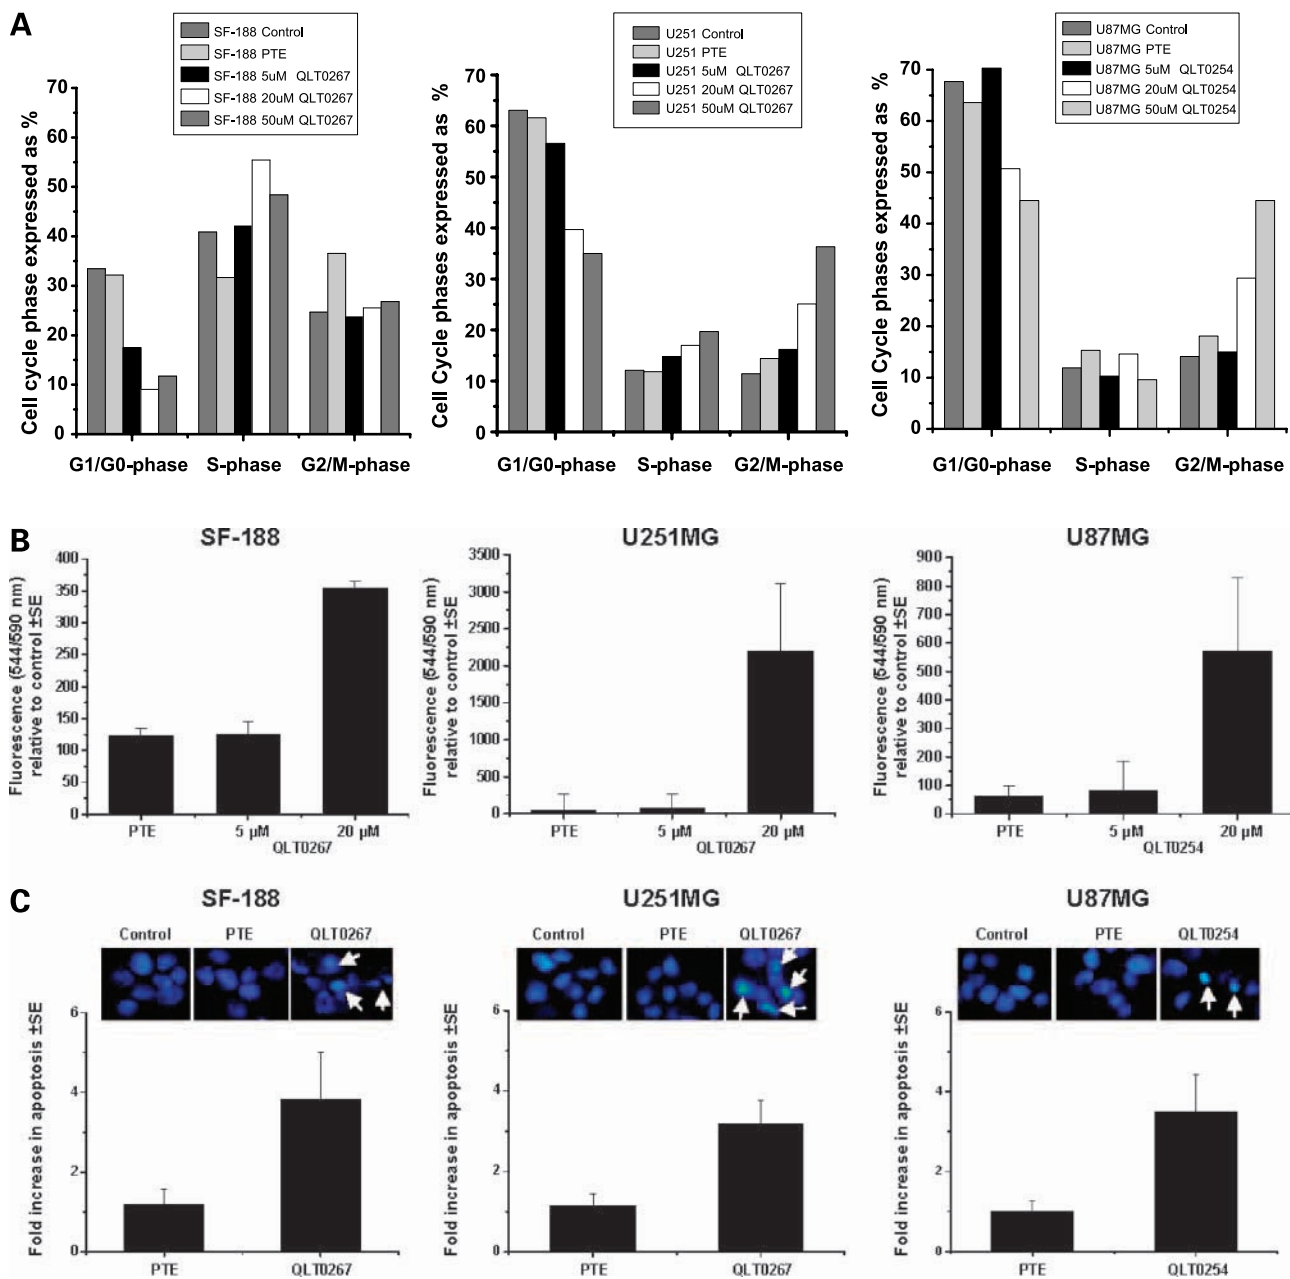 A
SF-188 Control
SF-188 PTE
SF-188 5uM QLT0267
SF-188 20uM QLT0267
SF-188 50uM QLT0267
Cell cycle phase expressed as %
70
60
50
40
30
20
10
0
G1/G0-phase S-phase G2/M-phase
U251 Control
U251 PTE
U251 5uM QLT0267
U251 20uM QLT0267
U251 50uM QLT0267
Cell Cycle phases expressed as %
70
60
50
40
30
20
10
0
G1/G0-phase S-phase G2/M-phase
U87MG Control
U87MG PTE
U87MG 5uM QLT0254
U87MG 20uM QLT0254
U87MG 50uM QLT0254
Cell Cycle phases expressed as %
70
60
50
40
30
20
10
0
G1/G0-phase S-phase G2/M-phase
B
SF-188
Fluorescence (544/590 nm)
relative to control ±SE
400
350
300
250
200
150
100
50
0
PTE 5 µM 20 µM
QLT0267
U251MG
Fluorescence (544/590 nm)
relative to control ±SE
3500
3000
2500
2000
1500
1000
500
0
PTE 5 µM 20 µM
QLT0267
U87MG
Fluorescence (544/590 nm)
relative to control ±SE
900
800
700
600
500
400
300
200
100
0
PTE 5 µM 20 µM
QLT0254
C
SF-188
Control PTE QLT0267
Fold increase in apoptosis ±SE
6
4
2
0
PTE QLT0267
U251MG
Control PTE QLT0267
Fold increase in apoptosis ±SE
6
4
2
0
PTE QLT0267
U87MG
Control PTE QLT0254
Fold increase in apoptosis ±SE
6
4
2
0
PTE QLT0254